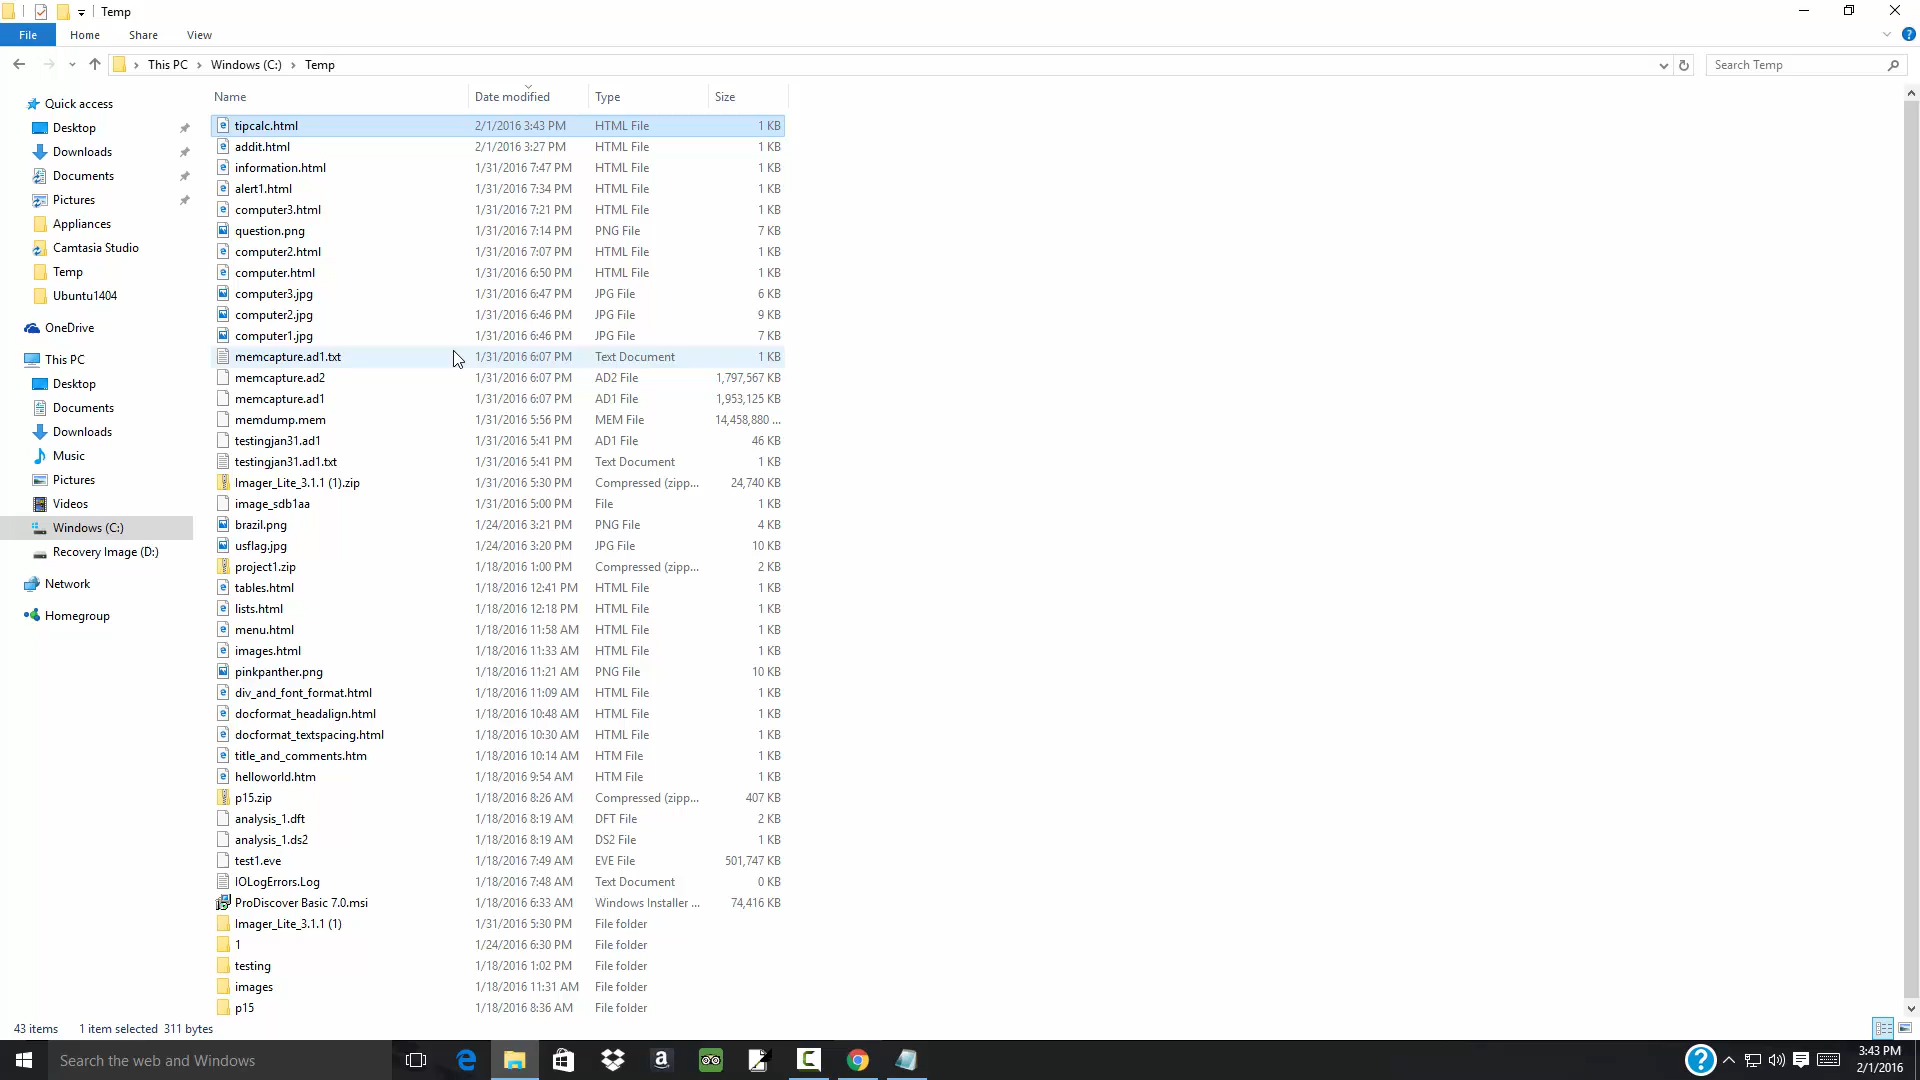 Temp
File Home Share View
This PC Windows (C:) Temp
Search Temp
Name Date modified Type Size
Quick access
Desktop
Downloads
Documents
Pictures
Appliances
Camtasia Studio
Temp
Ubuntu1404
OneDrive
This PC
Desktop
Documents
Downloads
Music
Pictures
Videos
Windows (C:)
Recovery Image (D:)
Network
Homegroup
tipcalc.html 2/1/2016 3:43 PM HTML File 1 KB
addit.html 2/1/2016 3:27 PM HTML File 1 KB
information.html 1/31/2016 7:47 PM HTML File 1 KB
alert1.html 1/31/2016 7:34 PM HTML File 1 KB
computer3.html 1/31/2016 7:21 PM HTML File 1 KB
question.png 1/31/2016 7:14 PM PNG File 7 KB
computer2.html 1/31/2016 7:07 PM HTML File 1 KB
computer.html 1/31/2016 6:50 PM HTML File 1 KB
computer3.jpg 1/31/2016 6:47 PM JPG File 6 KB
computer2.jpg 1/31/2016 6:46 PM JPG File 9 KB
computer1.jpg 1/31/2016 6:46 PM JPG File 7 KB
memcapture.ad1.txt 1/31/2016 6:07 PM Text Document 1 KB
memcapture.ad2 1/31/2016 6:07 PM AD2 File 1,797,567 KB
memcapture.ad1 1/31/2016 6:07 PM AD1 File 1,953,125 KB
memdump.mem 1/31/2016 5:56 PM MEM File 14,458,880 ...
testingjan31.ad1 1/31/2016 5:41 PM AD1 File 46 KB
testingjan31.ad1.txt 1/31/2016 5:41 PM Text Document 1 KB
Imager_Lite_3.1.1 (1).zip 1/31/2016 5:30 PM Compressed (zipp... 24,740 KB
image_sdb1aa 1/31/2016 5:00 PM File 1 KB
brazil.png 1/24/2016 3:21 PM PNG File 4 KB
usflag.jpg 1/24/2016 3:20 PM JPG File 10 KB
project1.zip 1/18/2016 1:00 PM Compressed (zipp... 2 KB
tables.html 1/18/2016 12:41 PM HTML File 1 KB
lists.html 1/18/2016 12:18 PM HTML File 1 KB
menu.html 1/18/2016 11:58 AM HTML File 1 KB
images.html 1/18/2016 11:33 AM HTML File 1 KB
pinkpanther.png 1/18/2016 11:21 AM PNG File 10 KB
div_and_font_format.html 1/18/2016 11:09 AM HTML File 1 KB
docformat_headalign.html 1/18/2016 10:48 AM HTML File 1 KB
docformat_textspacing.html 1/18/2016 10:30 AM HTML File 1 KB
title_and_comments.htm 1/18/2016 10:14 AM HTM File 1 KB
helloworld.htm 1/18/2016 9:54 AM HTM File 1 KB
p15.zip 1/18/2016 8:26 AM Compressed (zipp... 407 KB
analysis_1.dft 1/18/2016 8:19 AM DFT File 2 KB
analysis_1.ds2 1/18/2016 8:19 AM DS2 File 1 KB
test1.eve 1/18/2016 7:49 AM EVE File 501,747 KB
IOLogErrors.Log 1/18/2016 7:48 AM Text Document 0 KB
ProDiscover Basic 7.0.msi 1/18/2016 6:33 AM Windows Installer ... 74,416 KB
Imager_Lite_3.1.1 (1) 1/31/2016 5:30 PM File folder
1 1/24/2016 6:30 PM File folder
testing 1/18/2016 1:02 PM File folder
images 1/18/2016 11:31 AM File folder
p15 1/18/2016 8:36 AM File folder
43 items 1 item selected 311 bytes
Search the web and Windows
3:43 PM
2/1/2016